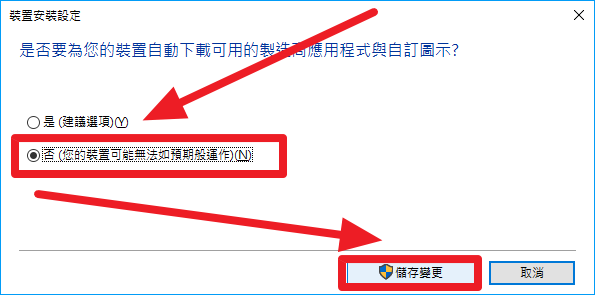 裝置安裝設定
是否要為您的裝置自動下載可用的製造商應用程式與自訂圖示?
是 (建議選項)(Y)
否 (您的裝置可能無法如預期般運作)(N)
儲存變更
取消